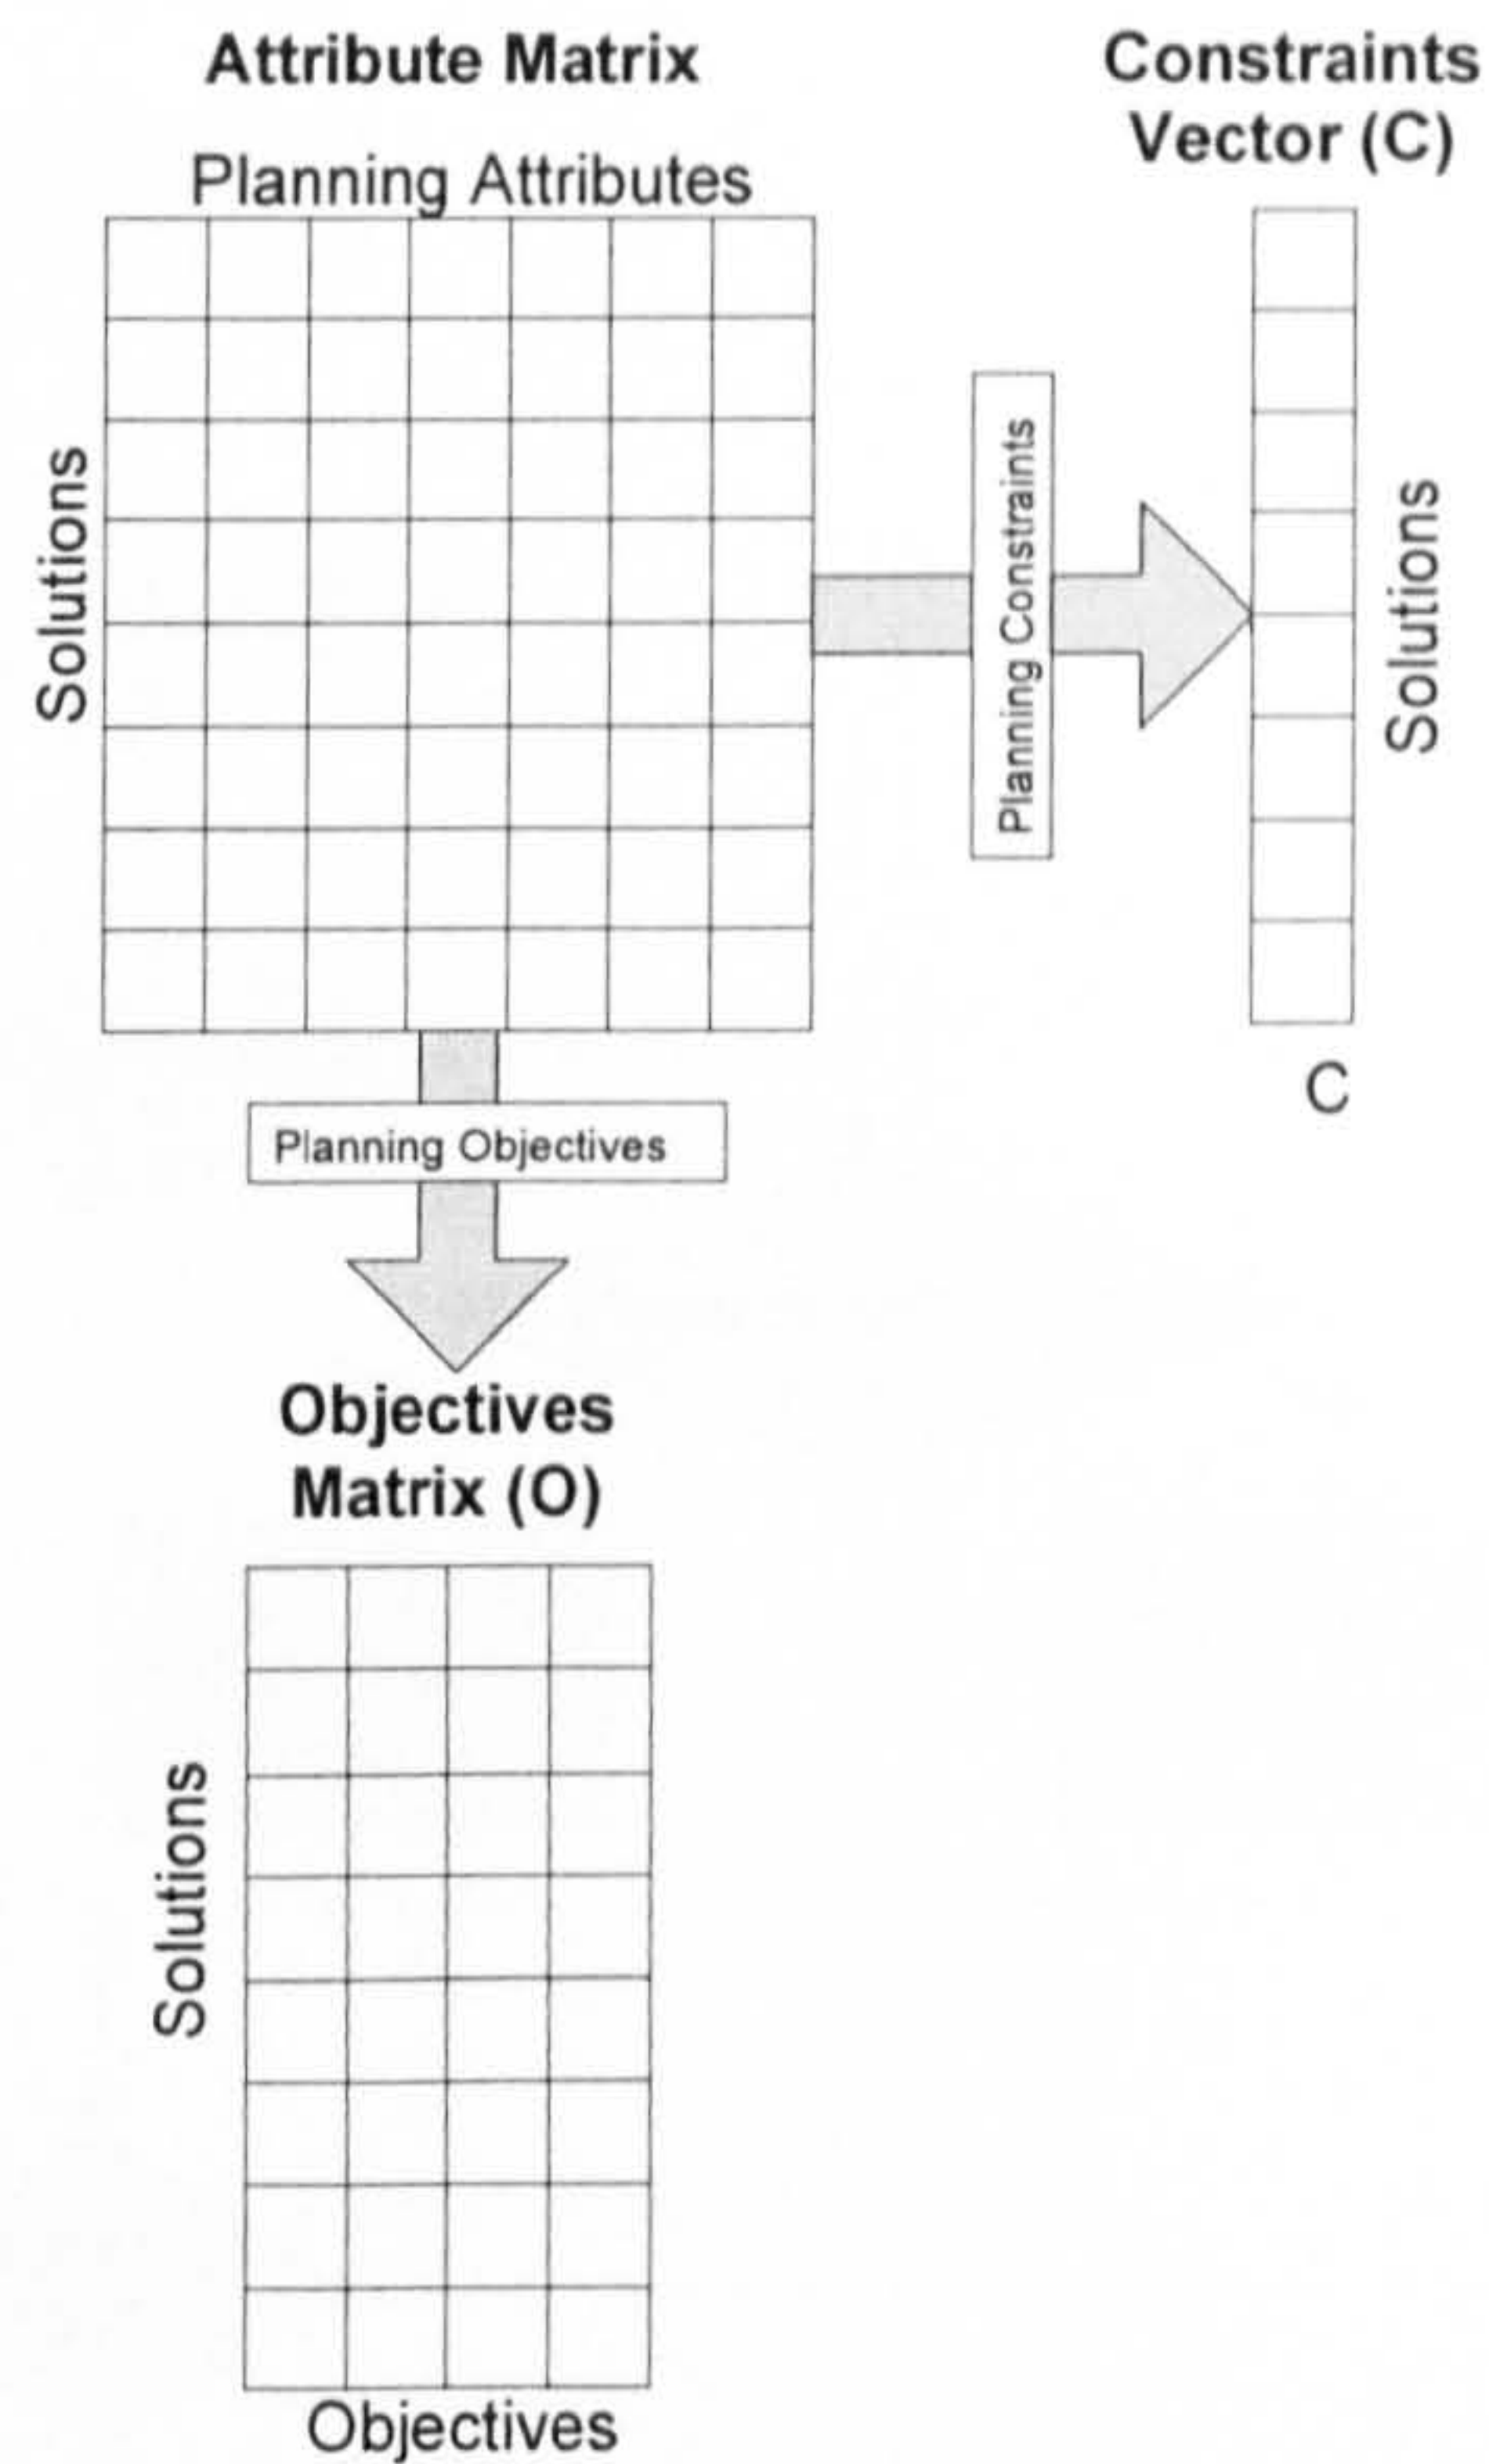 Attribute Matrix
Planning Attributes
Solutions
Planning Constraints
Constraints
Vector (C)
Solutions
C
Planning Objectives
Objectives
Matrix (O)
Solutions
Objectives